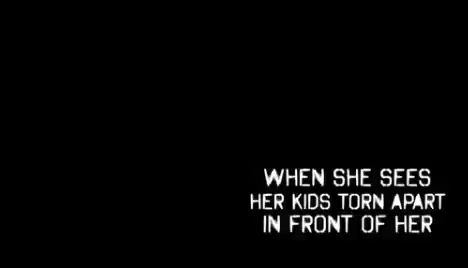 WHEN SHE SEES
HER KIDS TORN APART
IN FRONT OF HER